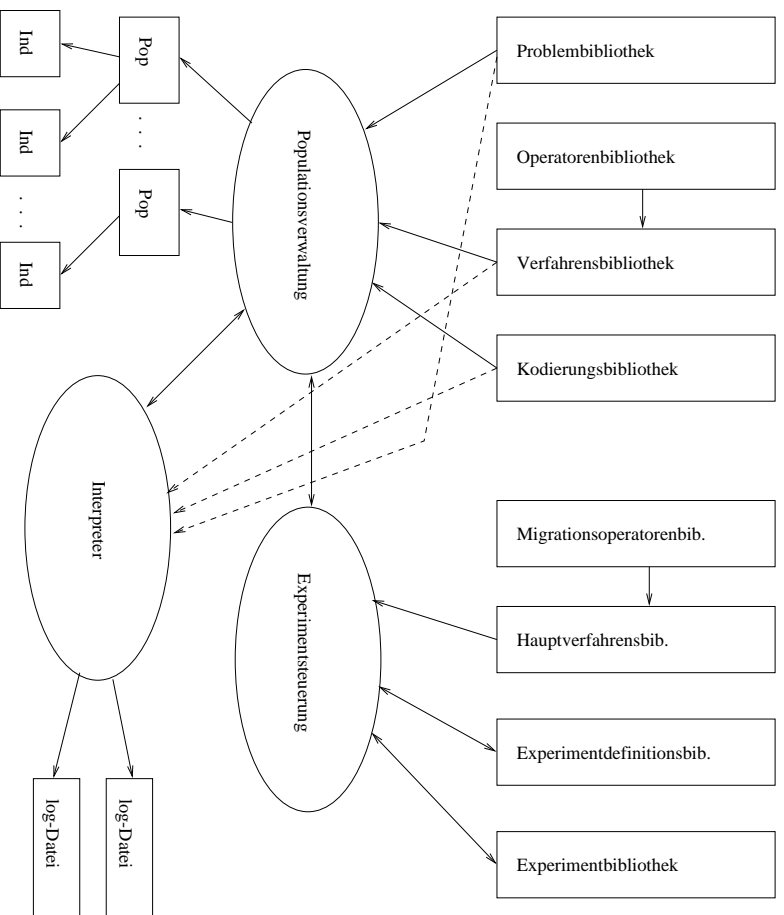 Ind
Pop
Problembibliothek
Ind
. . .
Populationsverwaltung
Operatorenbibliothek
Pop
. . .
Ind
Verfahrensbibliothek
Kodierungsbibliothek
Interpreter
Migrationsoperatorenbib.
Experimentsteuerung
Hauptverfahrensbib.
Experimentdefinitionsbib.
log-Datei
log-Datei
Experimentbibliothek